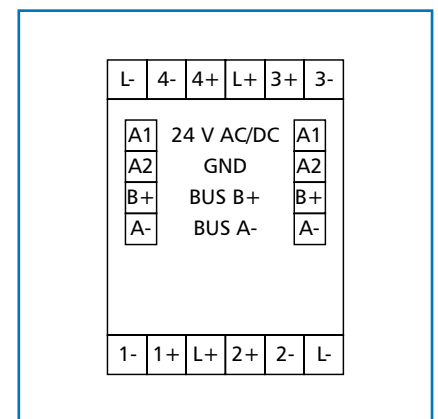 L- 4- 4+ L+ 3+ 3-
A1 24 V AC/DC A1
A2 GND A2
B+ BUS B+ B+
A- BUS A- A-
1- 1+ L+ 2+ 2- L-